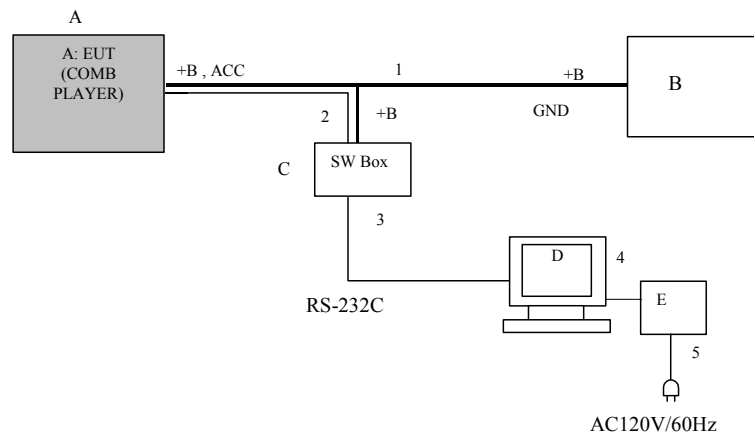 A
A: EUT
(COMB
PLAYER)
+B , ACC
1
+B
B
2
+B
GND
C
SW Box
3
D
4
RS-232C
E
5
AC120V/60Hz